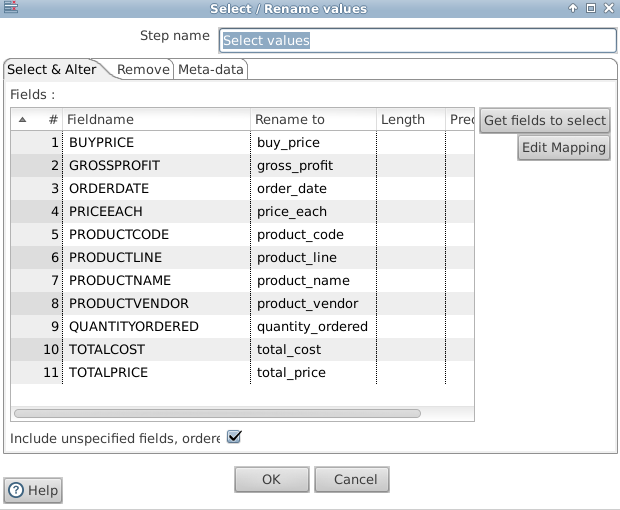 Select / Rename values
Step name Select values
Select & Alter Remove Meta-data
Fields :
# Fieldname Rename to Length Prec
1 BUYPRICE buy_price
2 GROSSPROFIT gross_profit
3 ORDERDATE order_date
4 PRICEEACH price_each
5 PRODUCTCODE product_code
6 PRODUCTLINE product_line
7 PRODUCTNAME product_name
8 PRODUCTVENDOR product_vendor
9 QUANTITYORDERED quantity_ordered
10 TOTALCOST total_cost
11 TOTALPRICE total_price
Get fields to select
Edit Mapping
Include unspecified fields, ordere
OK Cancel
Help